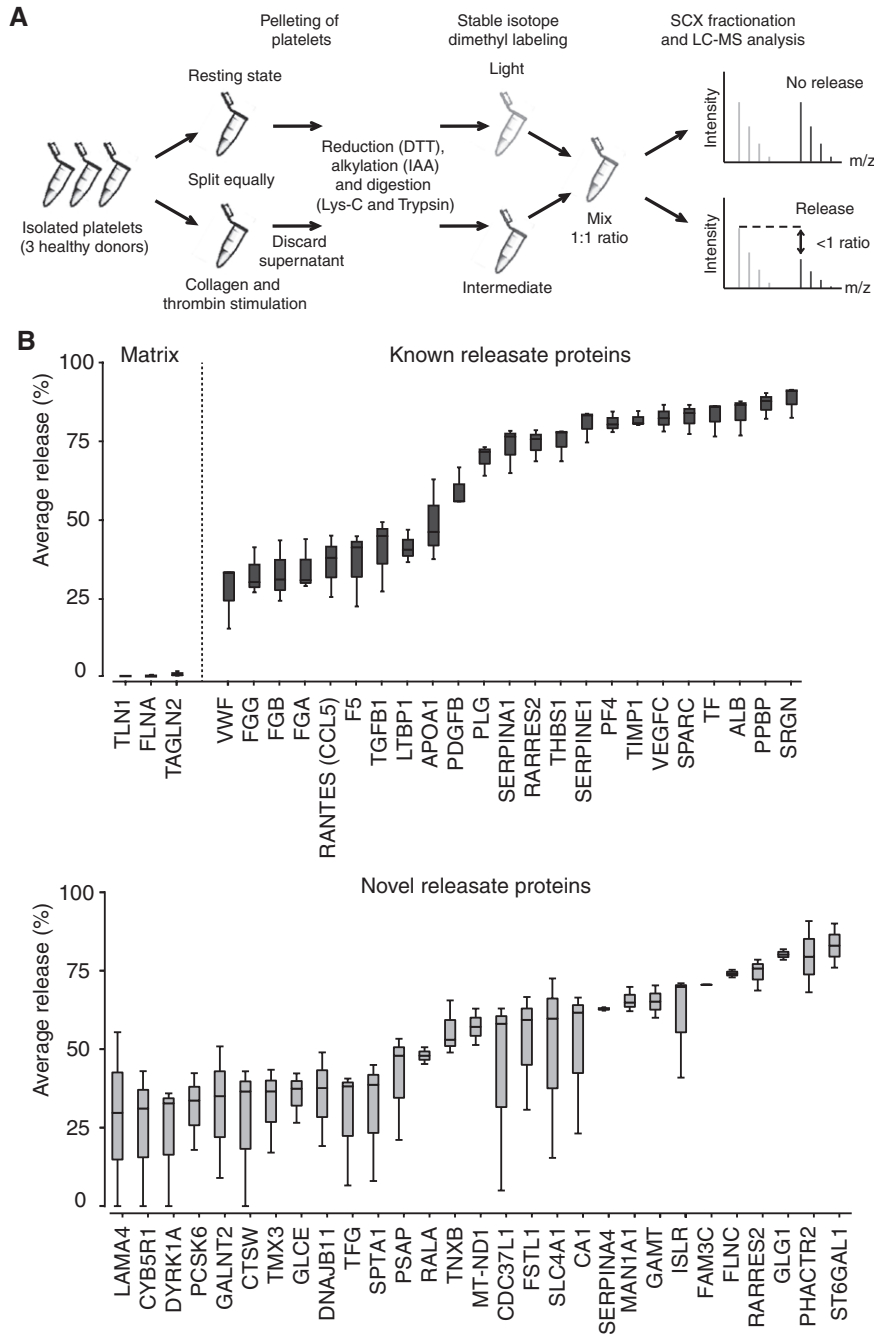 A
Pelleting of
platelets
Stable isotope
dimethyl labeling
SCX fractionation
and LC-MS analysis
Resting state
Light
No release
Intensity
m/z
Reduction (DTT),
alkylation (IAA)
and digestion
(Lys-C and Trypsin)
Split equally
Isolated platelets
(3 healthy donors)
Mix
1:1 ratio
Discard
supernatant
Collagen and
thrombin stimulation
Intermediate
Release
<1 ratio
Intensity
m/z
B
Matrix
Known releasate proteins
Average release (%)
100
75
50
25
0
TLN1
FLNA
TAGLN2
VWF
FGG
FGB
FGA
RANTES (CCL5)
F5
TGFB1
LTBP1
APOA1
PDGFB
PLG
SERPINA1
RARRES2
THBS1
SERPINE1
PF4
TIMP1
VEGFC
SPARC
TF
ALB
PPBP
SRGN
Novel releasate proteins
Average release (%)
100
75
50
25
0
LAMA4
CYB5R1
DYRK1A
PCSK6
GALNT2
CTSW
TMX3
GLCE
DNAJB11
TFG
SPTA1
PSAP
RALA
TNXB
MT-ND1
CDC37L1
FSTL1
SLC4A1
CA1
SERPINA4
MAN1A1
GAMT
ISLR
FAM3C
FLNC
RARRES2
GLG1
PHACTR2
ST6GAL1